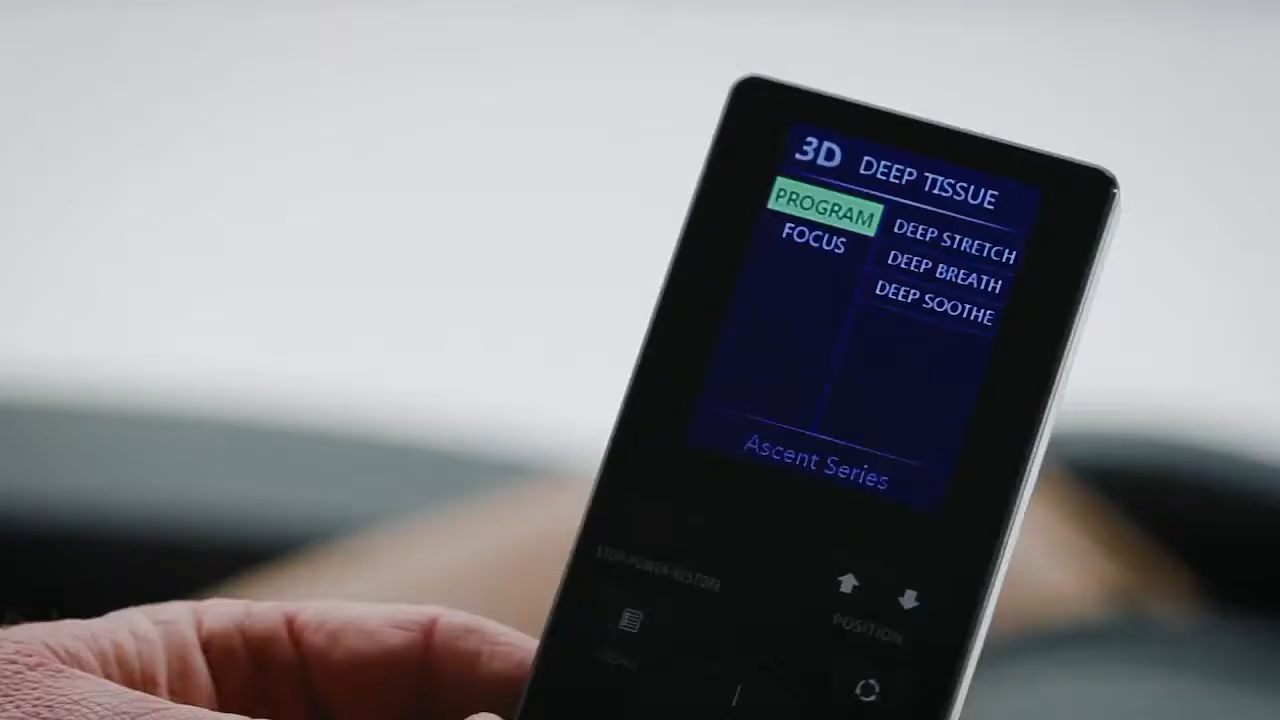 3D DEEP TISSUE
PROGRAM
FOCUS
DEEP STRETCH
DEEP BREATH
DEEP SOOTHE
Ascent Series
STOP-POWER-RESTORE
POSITION